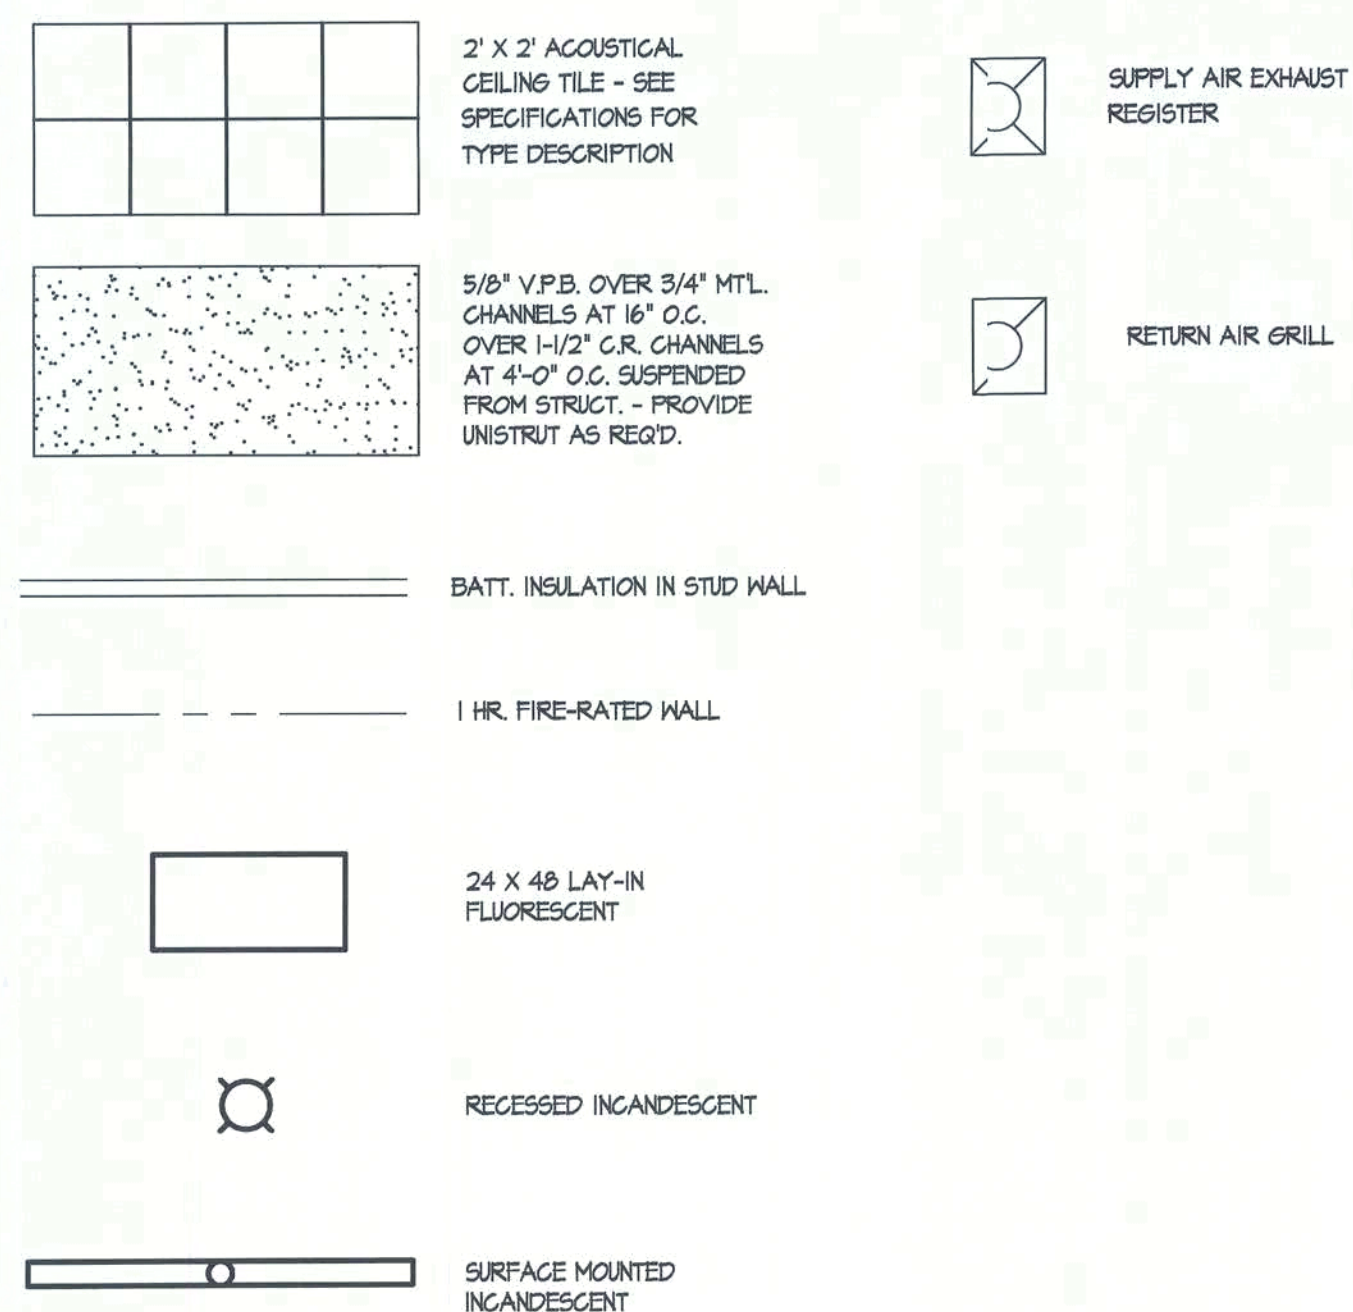 2' X 2' ACOUSTICAL
CEILING TILE - SEE
SPECIFICATIONS FOR
TYPE DESCRIPTION
5/8" V.P.B. OVER 3/4" MT'L.
CHANNELS AT 16" O.C.
OVER 1-1/2" C.R. CHANNELS
AT 4'-0" O.C. SUSPENDED
FROM STRUCT. - PROVIDE
UNISTRUT AS REQ'D.
BATT. INSULATION IN STUD WALL
1 HR. FIRE-RATED WALL
24 X 48 LAY-IN
FLUORESCENT
RECESSED INCANDESCENT
SURFACE MOUNTED
INCANDESCENT
SUPPLY AIR EXHAUST
REGISTER
RETURN AIR GRILL